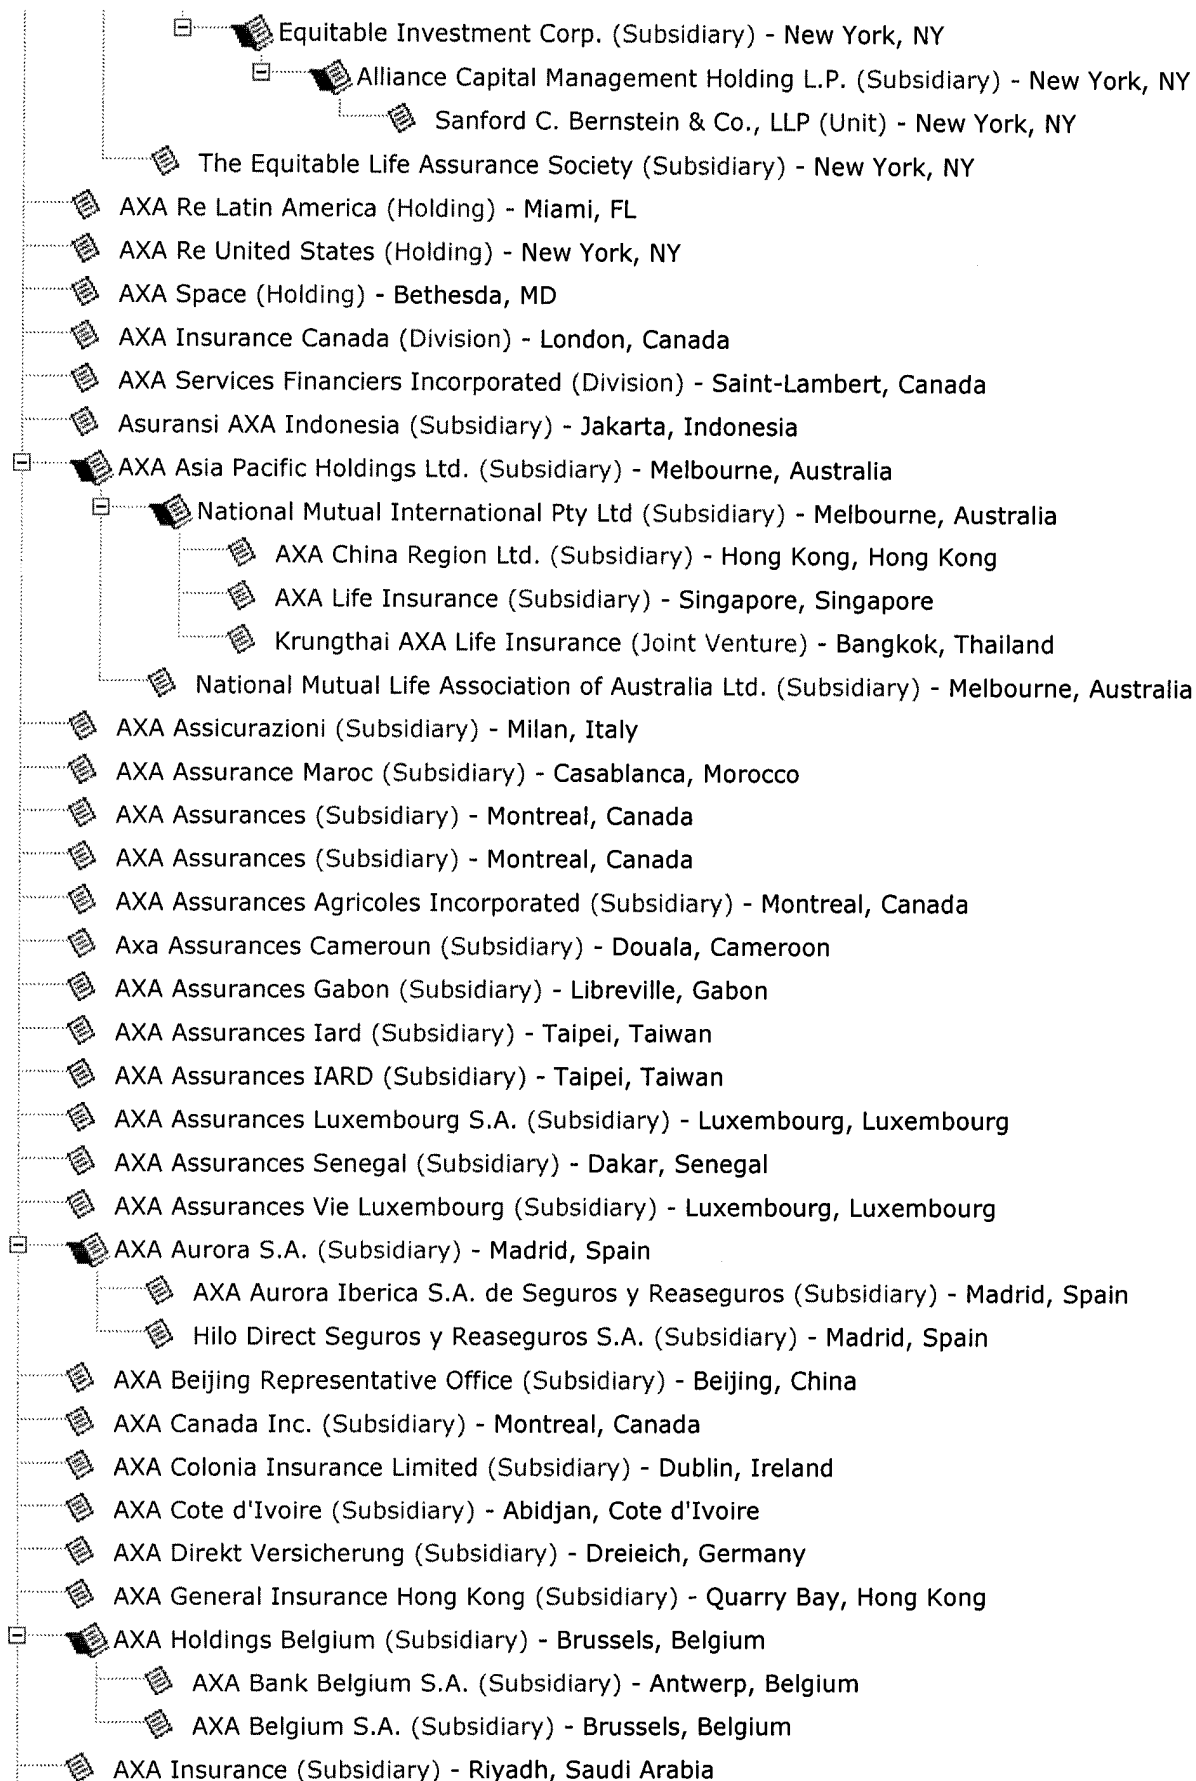 Equitable Investment Corp. (Subsidiary) - New York, NY
Alliance Capital Management Holding L.P. (Subsidiary) - New York, NY
Sanford C. Bernstein & Co., LLP (Unit) - New York, NY
The Equitable Life Assurance Society (Subsidiary) - New York, NY
AXA Re Latin America (Holding) - Miami, FL
AXA Re United States (Holding) - New York, NY
AXA Space (Holding) - Bethesda, MD
AXA Insurance Canada (Division) - London, Canada
AXA Services Financiers Incorporated (Division) - Saint-Lambert, Canada
Asuransi AXA Indonesia (Subsidiary) - Jakarta, Indonesia
AXA Asia Pacific Holdings Ltd. (Subsidiary) - Melbourne, Australia
National Mutual International Pty Ltd (Subsidiary) - Melbourne, Australia
AXA China Region Ltd. (Subsidiary) - Hong Kong, Hong Kong
AXA Life Insurance (Subsidiary) - Singapore, Singapore
Krungthai AXA Life Insurance (Joint Venture) - Bangkok, Thailand
National Mutual Life Association of Australia Ltd. (Subsidiary) - Melbourne, Australia
AXA Assicurazioni (Subsidiary) - Milan, Italy
AXA Assurance Maroc (Subsidiary) - Casablanca, Morocco
AXA Assurances (Subsidiary) - Montreal, Canada
AXA Assurances (Subsidiary) - Montreal, Canada
AXA Assurances Agricoles Incorporated (Subsidiary) - Montreal, Canada
Axa Assurances Cameroun (Subsidiary) - Douala, Cameroon
AXA Assurances Gabon (Subsidiary) - Libreville, Gabon
AXA Assurances Iard (Subsidiary) - Taipei, Taiwan
AXA Assurances IARD (Subsidiary) - Taipei, Taiwan
AXA Assurances Luxembourg S.A. (Subsidiary) - Luxembourg, Luxembourg
AXA Assurances Senegal (Subsidiary) - Dakar, Senegal
AXA Assurances Vie Luxembourg (Subsidiary) - Luxembourg, Luxembourg
AXA Aurora S.A. (Subsidiary) - Madrid, Spain
AXA Aurora Iberica S.A. de Seguros y Reaseguros (Subsidiary) - Madrid, Spain
Hilo Direct Seguros y Reaseguros S.A. (Subsidiary) - Madrid, Spain
AXA Beijing Representative Office (Subsidiary) - Beijing, China
AXA Canada Inc. (Subsidiary) - Montreal, Canada
AXA Colonia Insurance Limited (Subsidiary) - Dublin, Ireland
AXA Cote d'Ivoire (Subsidiary) - Abidjan, Cote d'Ivoire
AXA Direkt Versicherung (Subsidiary) - Dreieich, Germany
AXA General Insurance Hong Kong (Subsidiary) - Quarry Bay, Hong Kong
AXA Holdings Belgium (Subsidiary) - Brussels, Belgium
AXA Bank Belgium S.A. (Subsidiary) - Antwerp, Belgium
AXA Belgium S.A. (Subsidiary) - Brussels, Belgium
AXA Insurance (Subsidiary) - Riyadh, Saudi Arabia